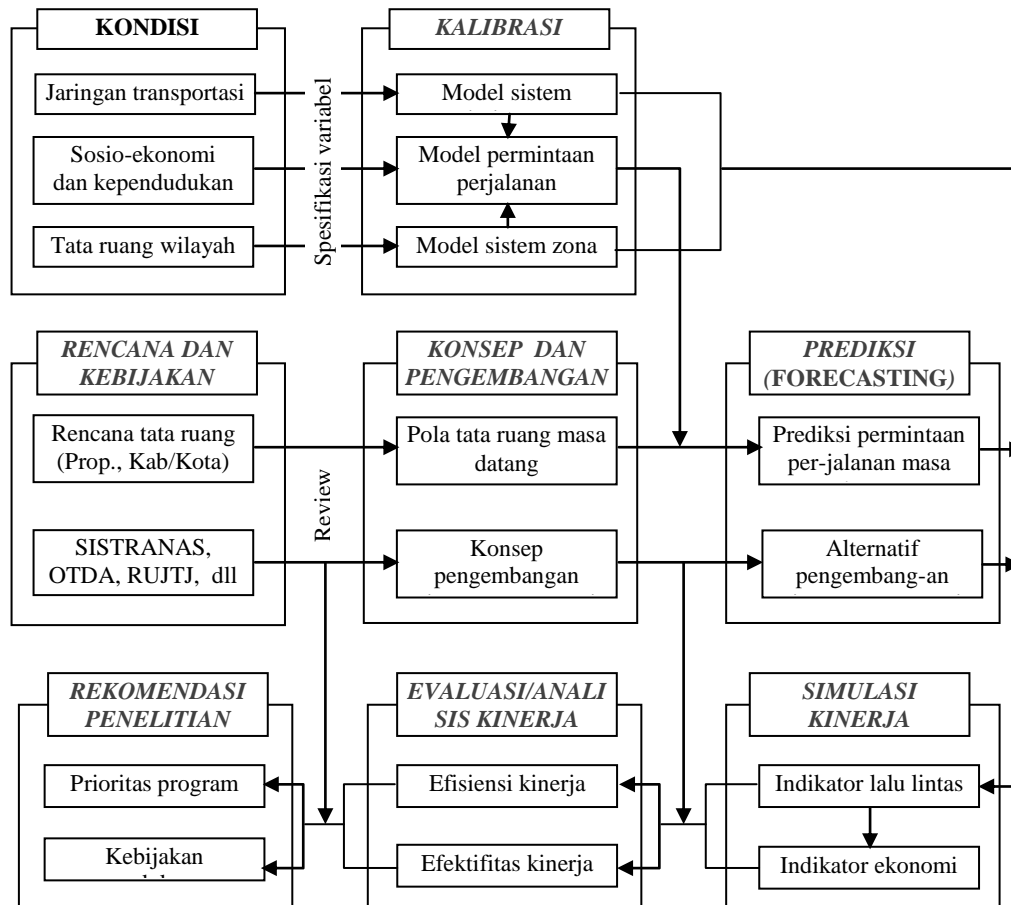 KONDISI
Jaringan transportasi
Sosio-ekonomi
dan kependudukan
Tata ruang wilayah
Spesifikasi variabel
KALIBRASI
Model sistem
Model permintaan
perjalanan
Model sistem zona
RENCANA DAN
KEBIJAKAN
Rencana tata ruang
(Prop., Kab/Kota)
SISTRANAS,
OTDA, RUJTJ, dll
Review
KONSEP DAN
PENGEMBANGAN
Pola tata ruang masa
datang
Konsep
pengembangan
PREDIKSI
(FORECASTING)
Prediksi permintaan
per-jalanan masa
Alternatif
pengembang-an
REKOMENDASI
PENELITIAN
Prioritas program
Kebijakan
EVALUASI/ANALI
SIS KINERJA
Efisiensi kinerja
Efektifitas kinerja
SIMULASI
KINERJA
Indikator lalu lintas
Indikator ekonomi